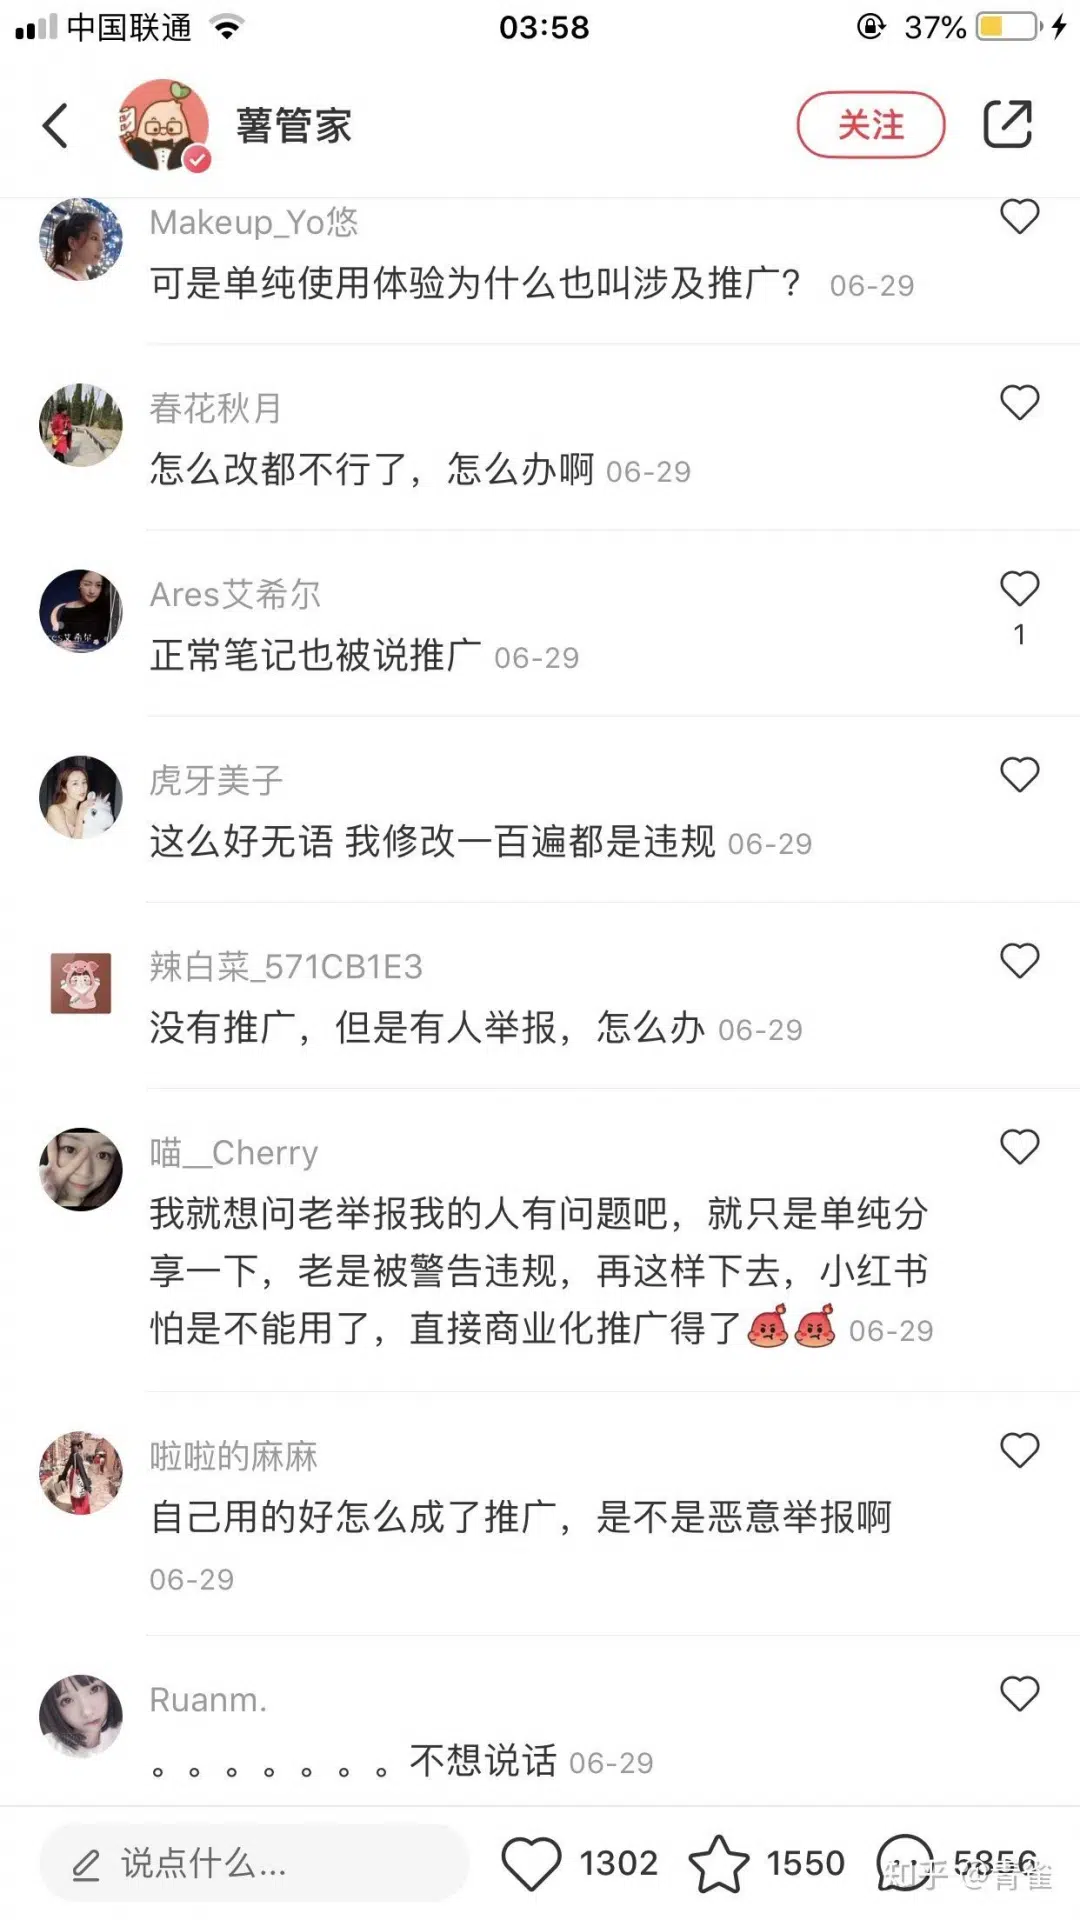 中国联通 03:58 37%
薯管家 关注
Makeup_Yo悠
可是单纯使用体验为什么也叫涉及推广? 06-29
春花秋月
怎么改都不行了，怎么办啊 06-29
Ares艾希尔
1
正常笔记也被说推广 06-29
虎牙美子
这么好无语 我修改一百遍都是违规 06-29
辣白菜_571CB1E3
没有推广，但是有人举报，怎么办 06-29
喵__Cherry
我就想问老举报我的人有问题吧，就只是单纯分
享一下，老是被警告违规，再这样下去，小红书
怕是不能用了，直接商业化推广得了 06-29
啦啦的麻麻
自己用的好怎么成了推广，是不是恶意举报啊
06-29
Ruanm.
。。。。。。。不想说话 06-29
说点什么... 1302 1550 5856
知乎 @青雀